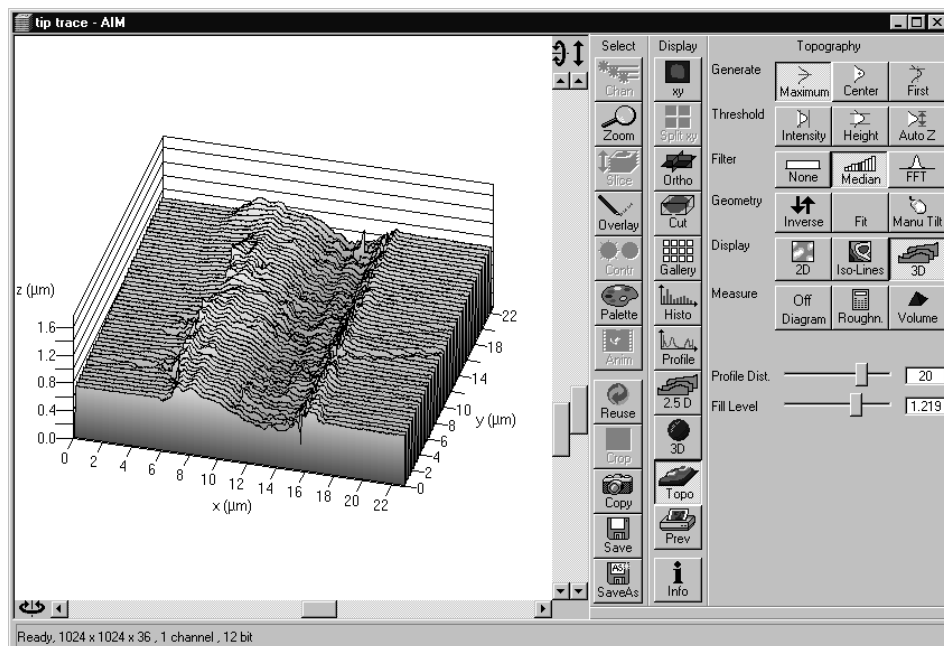 tip trace - AIM
z (µm)
1.6
1.2
0.8
0.4
0.0
0
2
4
6
8
10
12
14
16
18
20
22
x (µm)
0
2
4
6
8
10
14
18
22
y (µm)
Select
Chan
Zoom
Slice
Overlay
Contr
Palette
Anim
Reuse
Crop
Copy
Save
AS
SaveAs
Display
xy
Split xy
Ortho
Cut
Gallery
Histo
Profile
2.5 D
3D
Topo
Prev
i
Info
Topography
Generate
Maximum
Center
First
Threshold
Intensity
Height
Auto Z
Filter
None
Median
FFT
Geometry
Inverse
Fit
Manu Tilt
Display
2D
Iso-Lines
3D
Measure
Off
Diagram
Roughn.
Volume
Profile Dist.
20
Fill Level
1.219
Ready, 1024 x 1024 x 36 , 1 channel , 12 bit